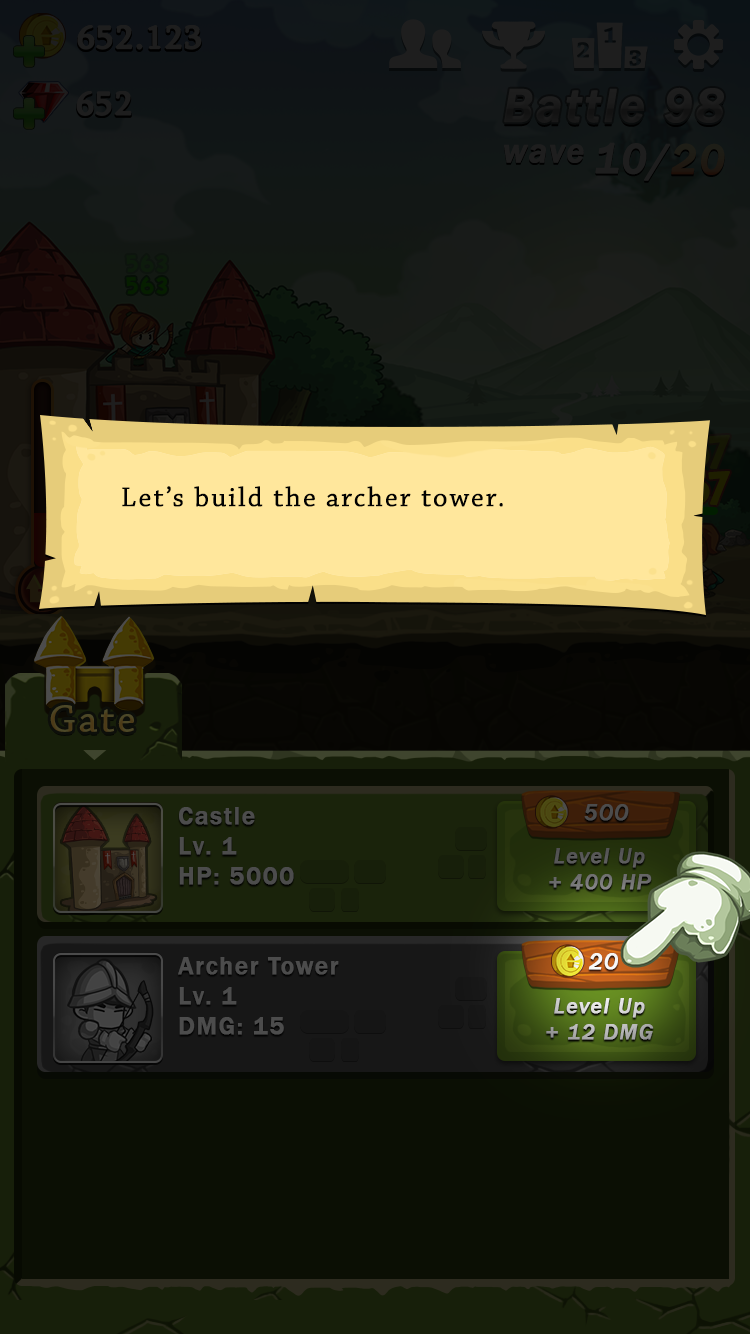 652.123
652
Battle 98
wave 10/20
563
563
Let's build the archer tower.
Gate
Castle
Lv. 1
HP: 5000
500
Level Up
+ 400 HP
Archer Tower
Lv. 1
DMG: 15
20
Level Up
+ 12 DMG